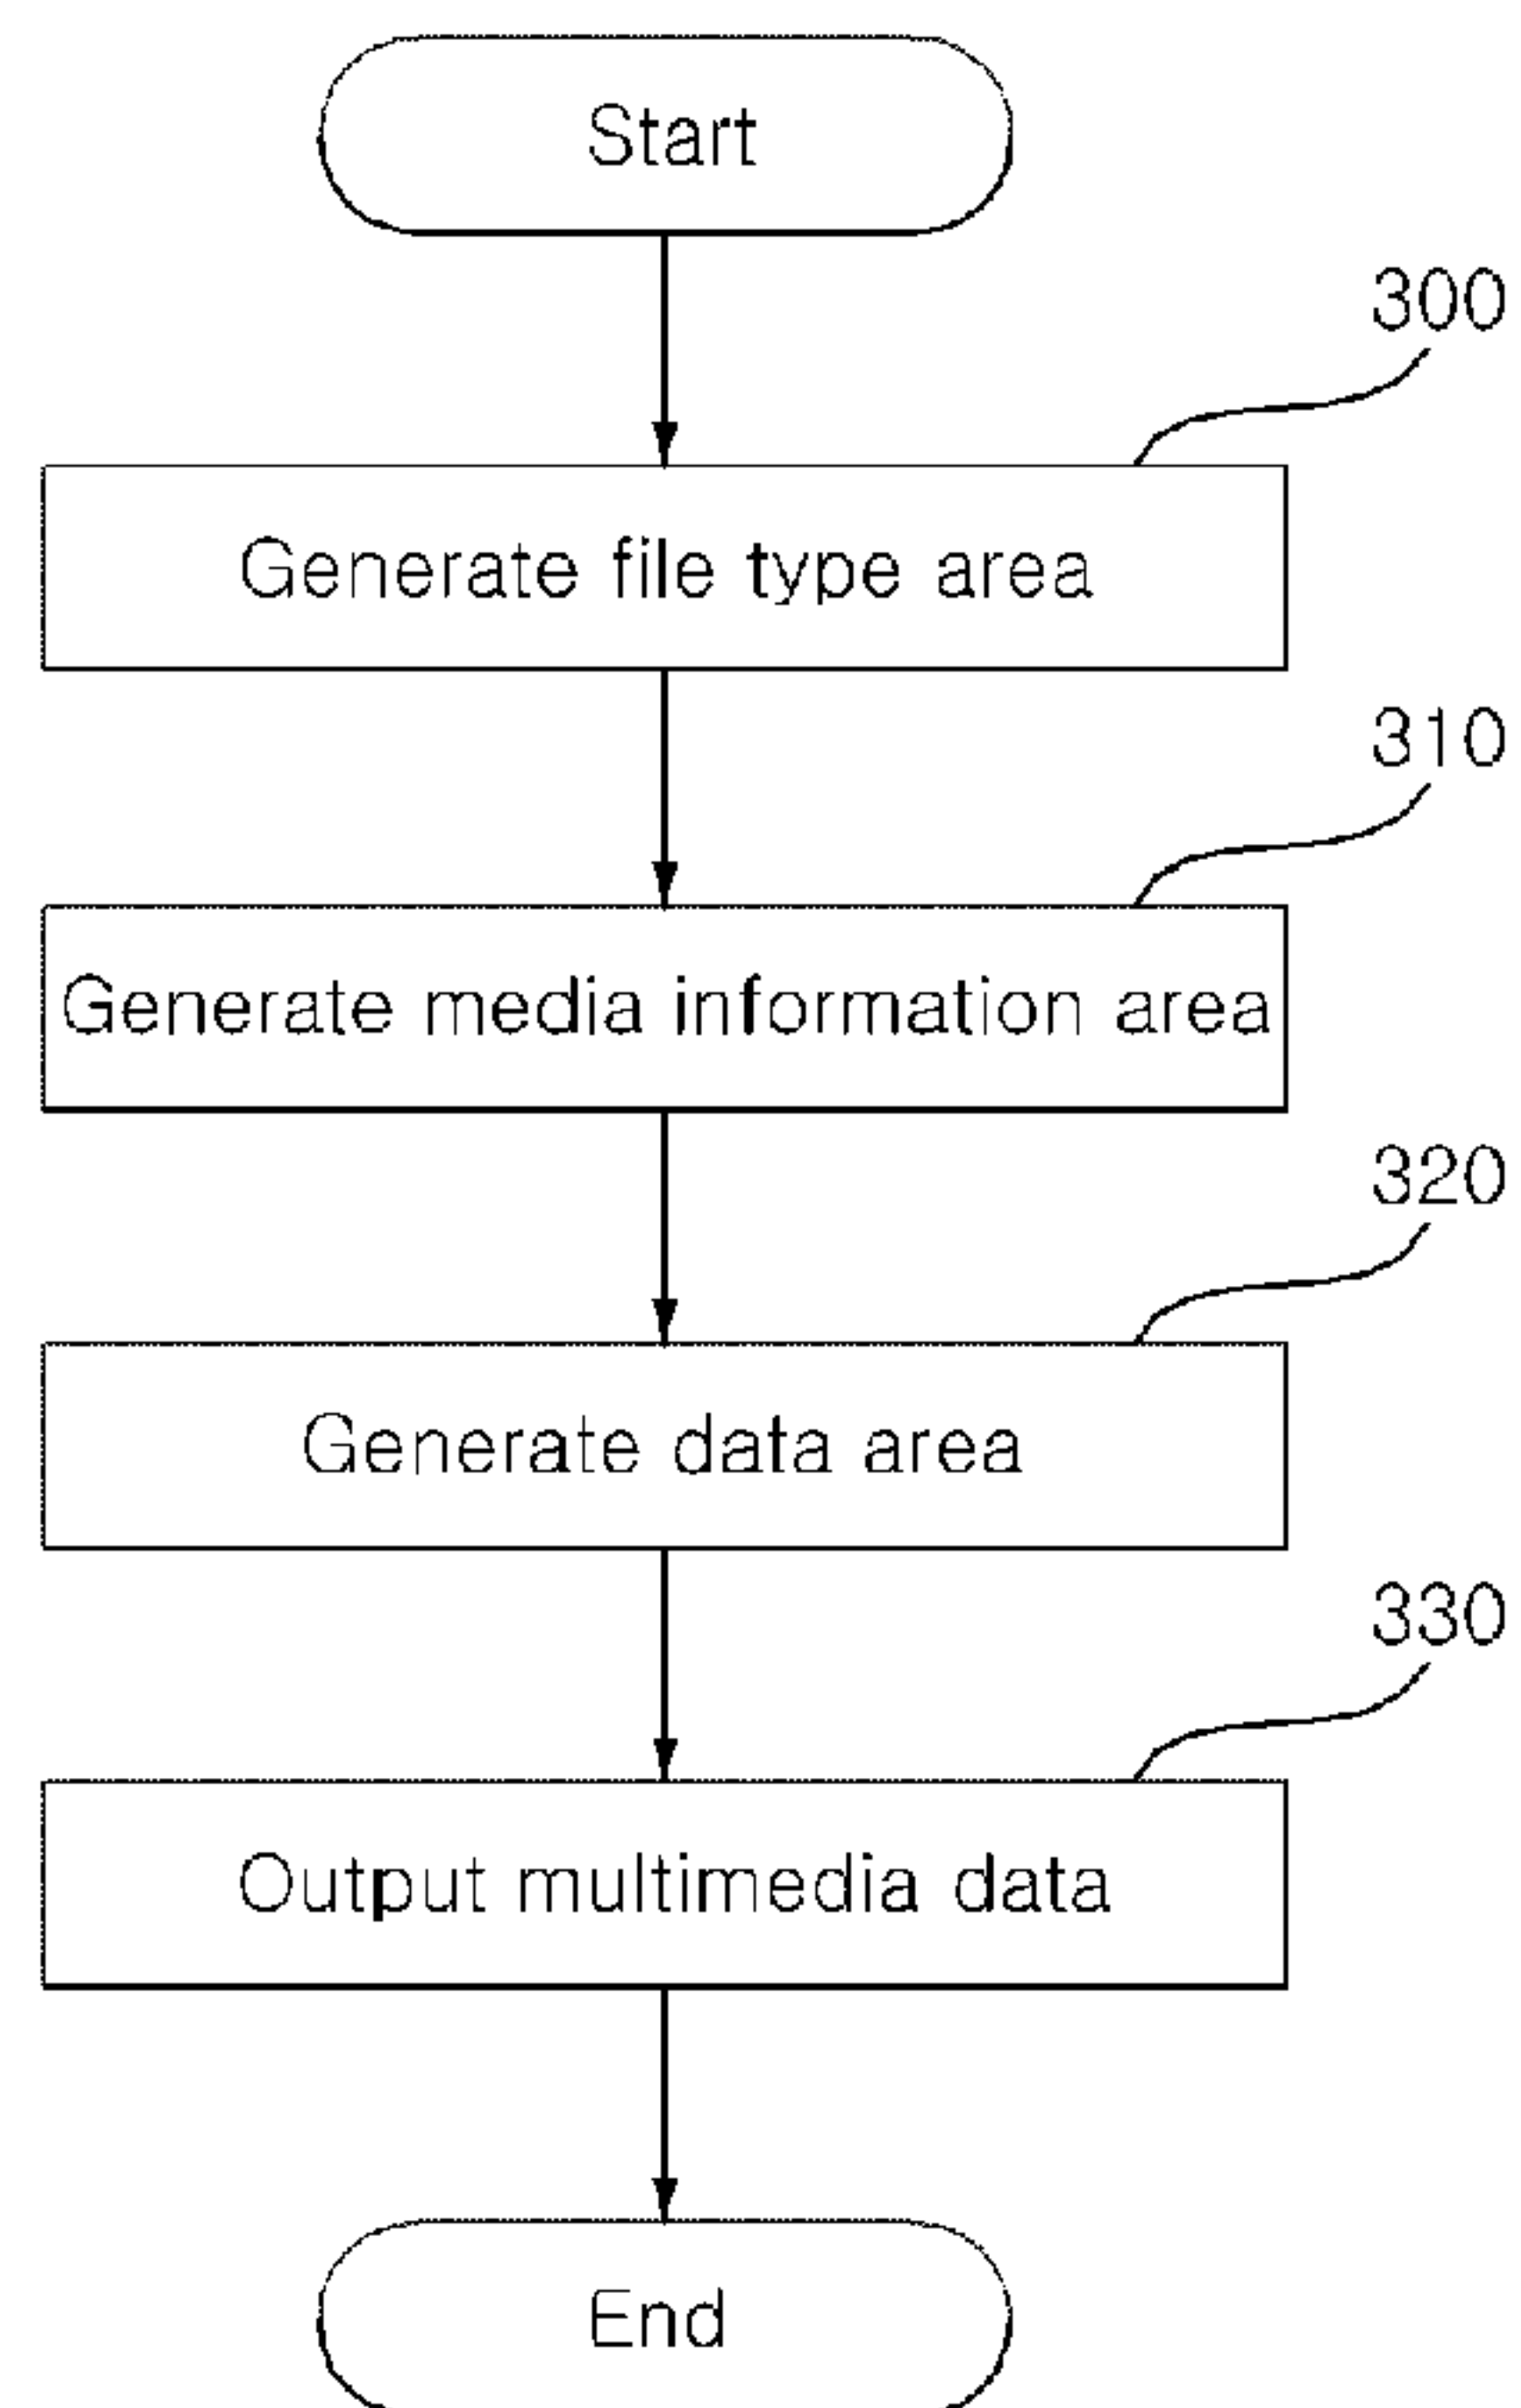 Start
300
Generate file type area
310
Generate media information area
320
Generate data area
330
Output multimedia data
End